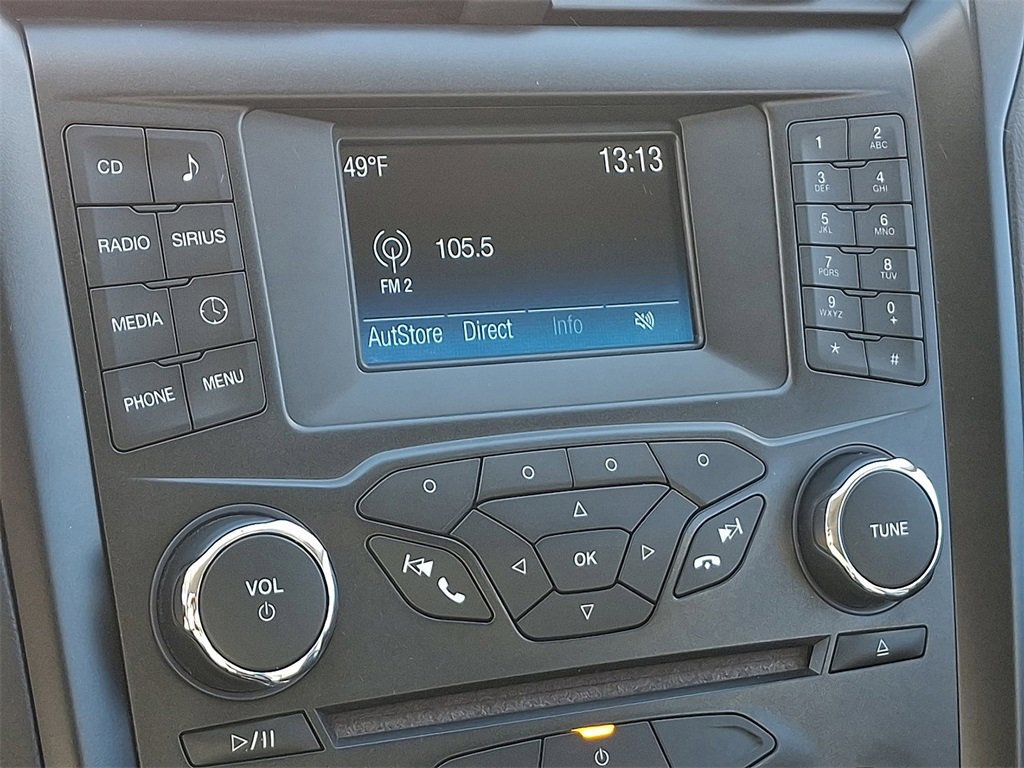 CD
RADIO
SIRIUS
MEDIA
PHONE
MENU
49°F
13:13
105.5
FM 2
AutStore Direct Info
1
2
ABC
3
DEF
4
GHI
5
JKL
6
MNO
7
PQRS
8
TUV
9
WXYZ
0
+
*
#
OK
VOL
TUNE